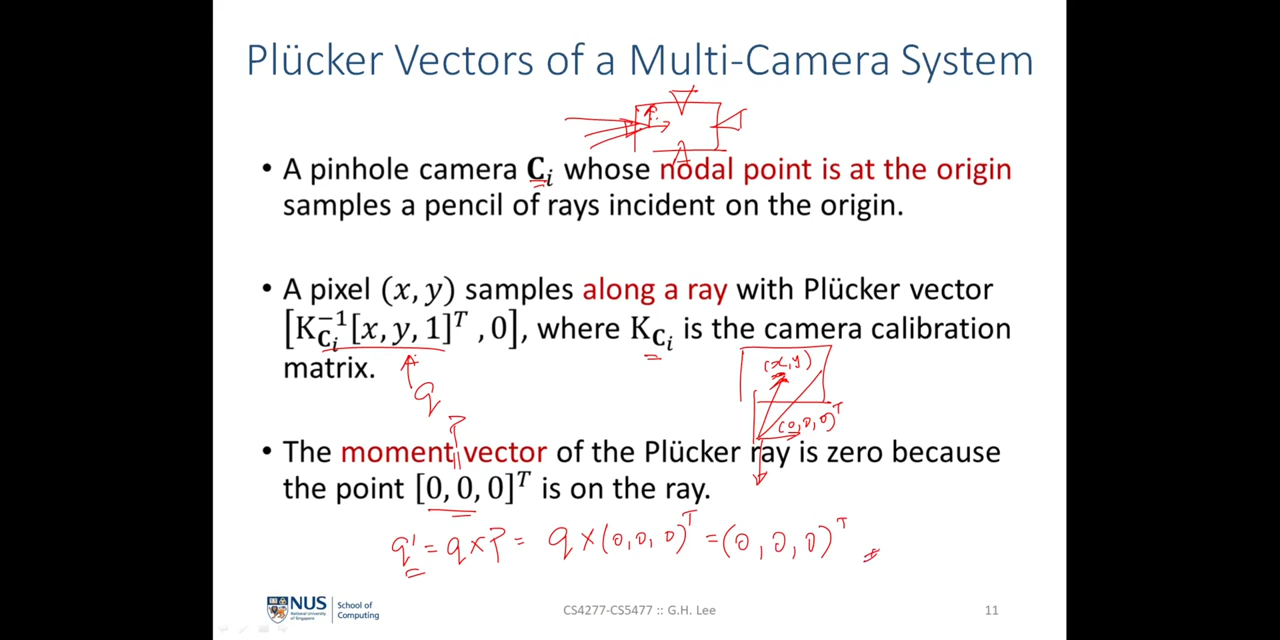 Plücker Vectors of a Multi-Camera System
• A pinhole camera C_i whose nodal point is at the origin
samples a pencil of rays incident on the origin.
• A pixel (x, y) samples along a ray with Plücker vector
[K_{C_i}^{-1}[x, y, 1]^T , 0], where K_{C_i} is the camera calibration
matrix.
(x,y)
q
(0,0,0)^T
P
• The moment vector of the Plücker ray is zero because
the point [0, 0, 0]^T is on the ray.
q' = q × P = q × (0,0,0)^T = (0,0,0)^T
NUS
National University
of Singapore
School of
Computing
CS4277-CS5477 :: G.H. Lee
11